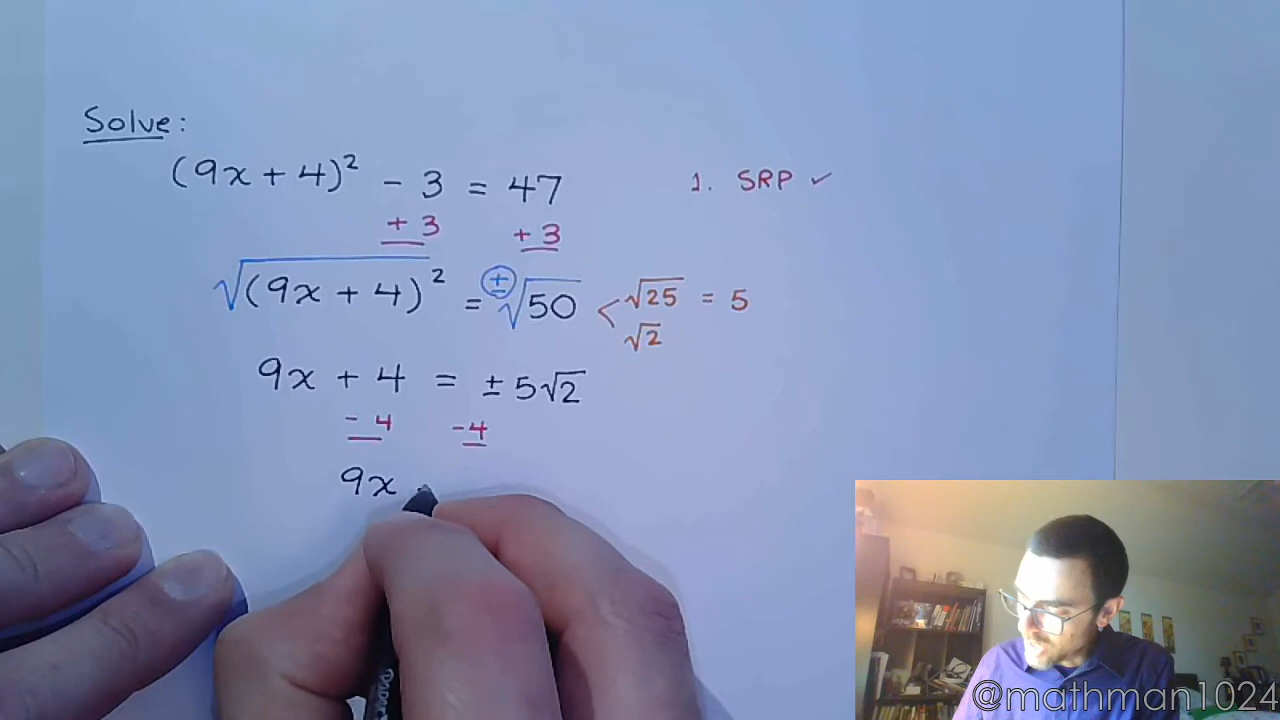 Solve:
(9x + 4)² - 3 = 47
1. SRP ✓
+ 3 + 3
√(9x + 4)² = ± √50 < √25 = 5
√2
9x + 4 = ± 5√2
- 4 -4
9x
@mathman1024